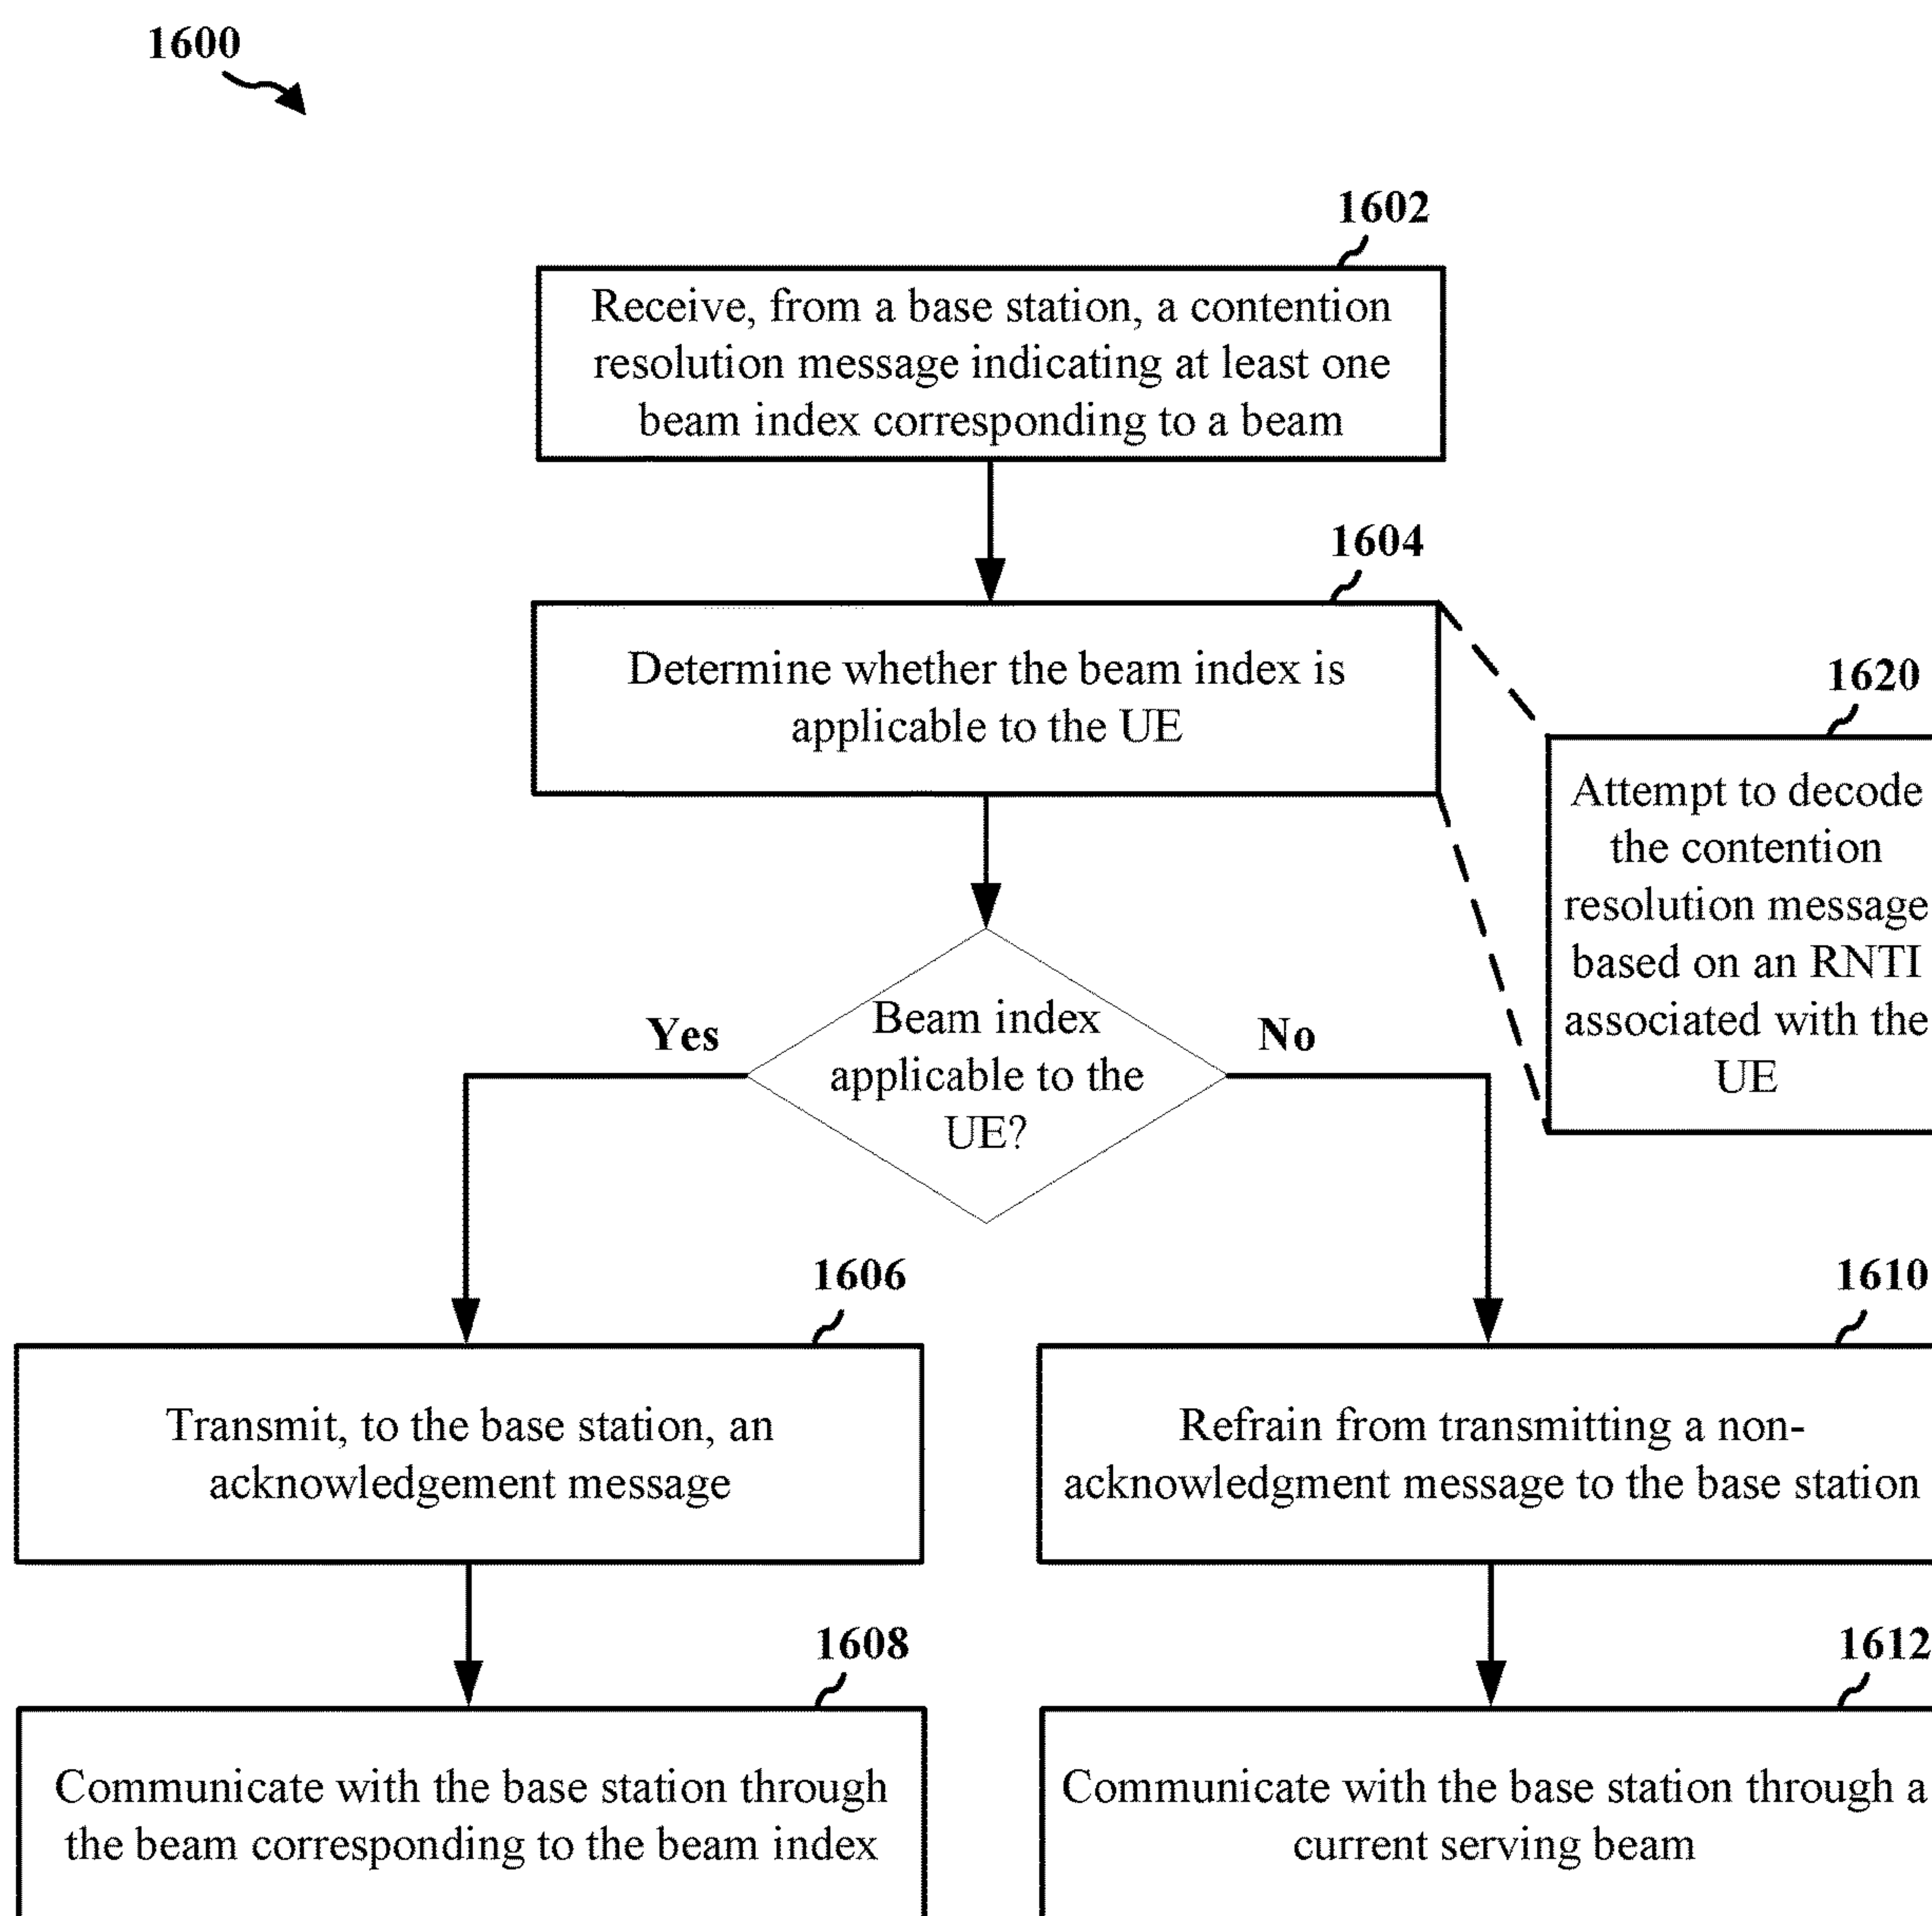 1600
1602
Receive, from a base station, a contention
resolution message indicating at least one
beam index corresponding to a beam
1604
Determine whether the beam index is
applicable to the UE
1620
Attempt to decode
the contention
resolution message
based on an RNTI
associated with the
UE
Beam index
applicable to the
UE?
Yes
No
1606
Transmit, to the base station, an
acknowledgement message
1610
Refrain from transmitting a non-
acknowledgment message to the base station
1608
Communicate with the base station through
the beam corresponding to the beam index
1612
Communicate with the base station through a
current serving beam